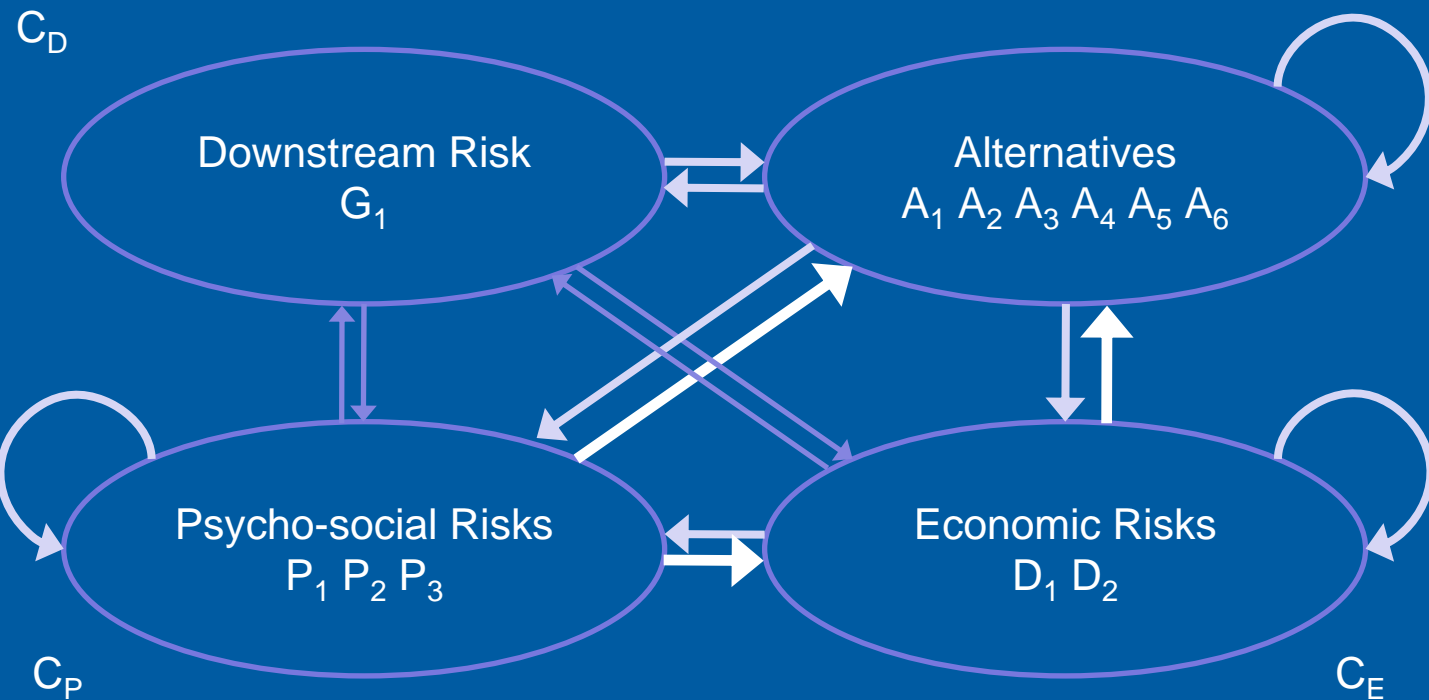 C_D
Downstream Risk
G_1
Alternatives
A_1 A_2 A_3 A_4 A_5 A_6
Psycho-social Risks
P_1 P_2 P_3
Economic Risks
D_1 D_2
C_P
C_E